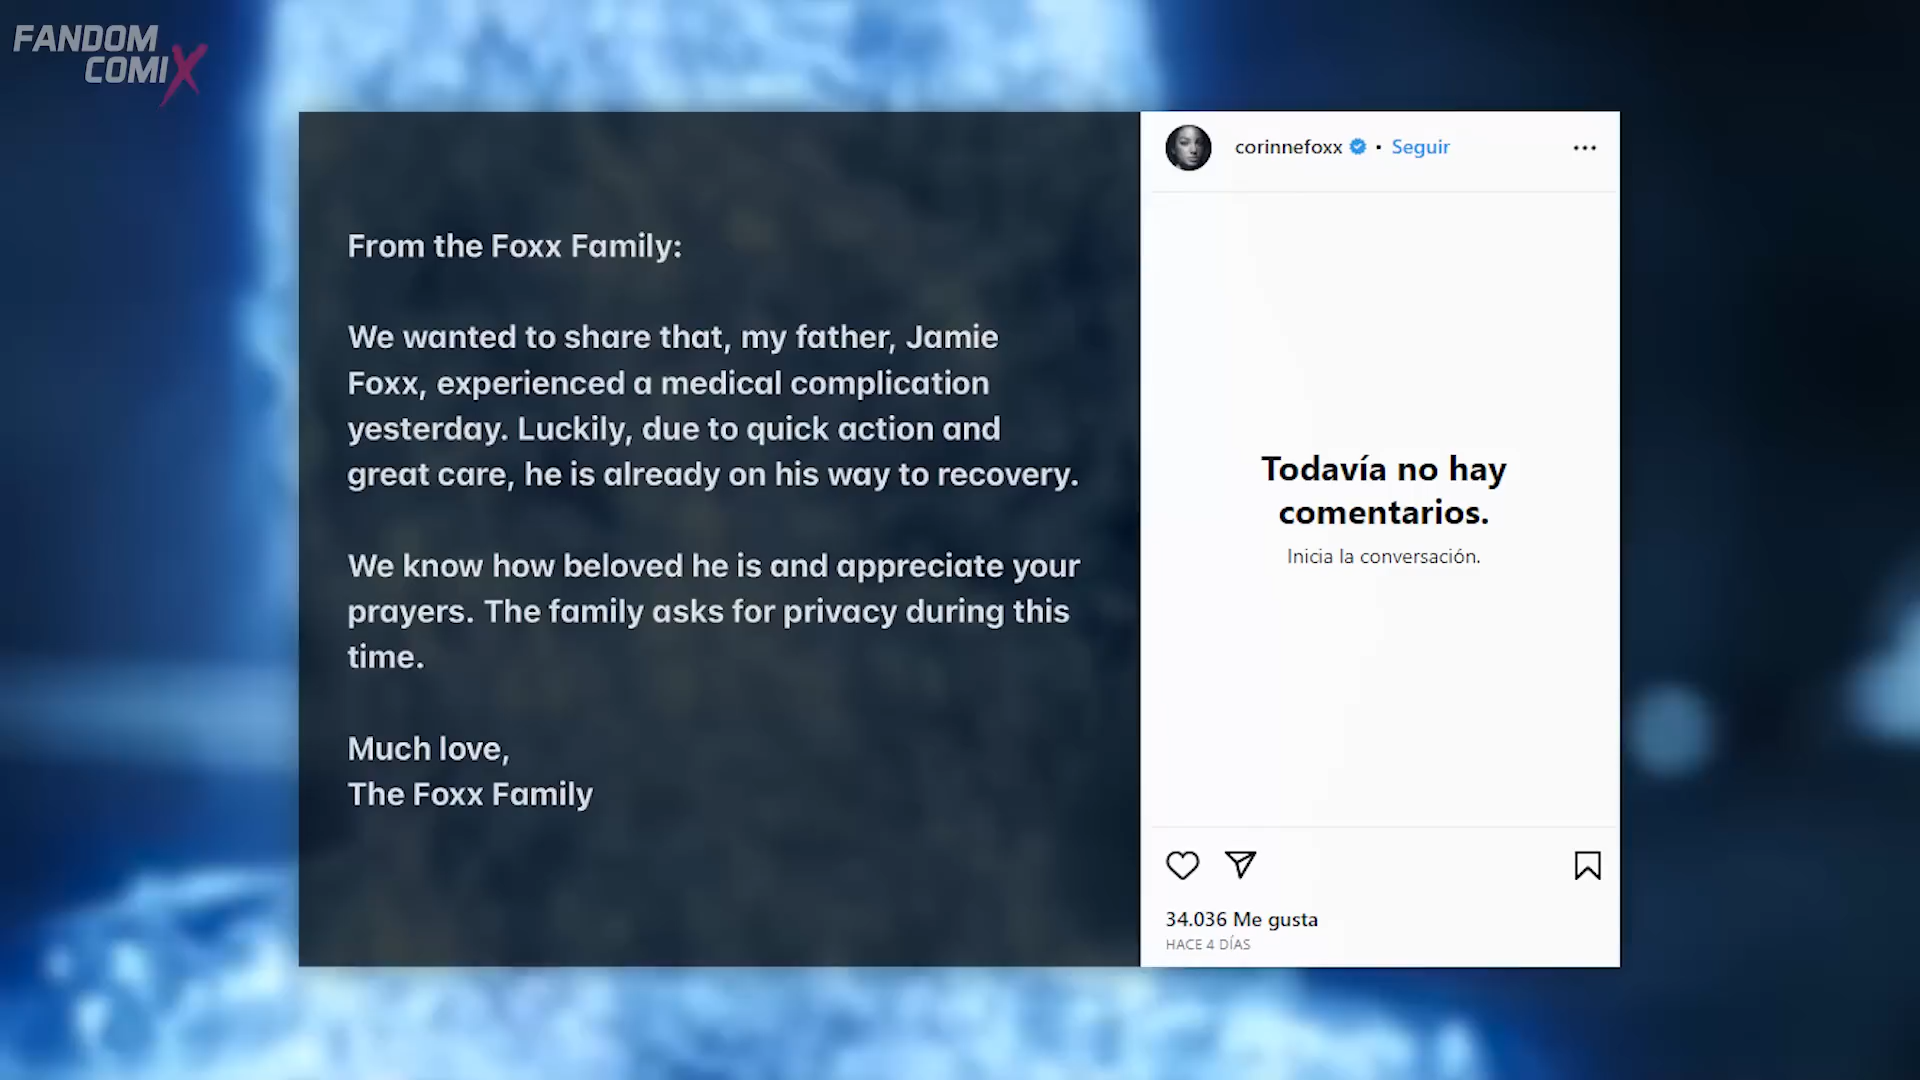 FANDOM
COMIX
From the Foxx Family:
We wanted to share that, my father, Jamie
Foxx, experienced a medical complication
yesterday. Luckily, due to quick action and
great care, he is already on his way to recovery.
We know how beloved he is and appreciate your
prayers. The family asks for privacy during this
time.
Much love,
The Foxx Family
corinnefoxx • Seguir
Todavía no hay
comentarios.
Inicia la conversación.
34.036 Me gusta
HACE 4 DÍAS